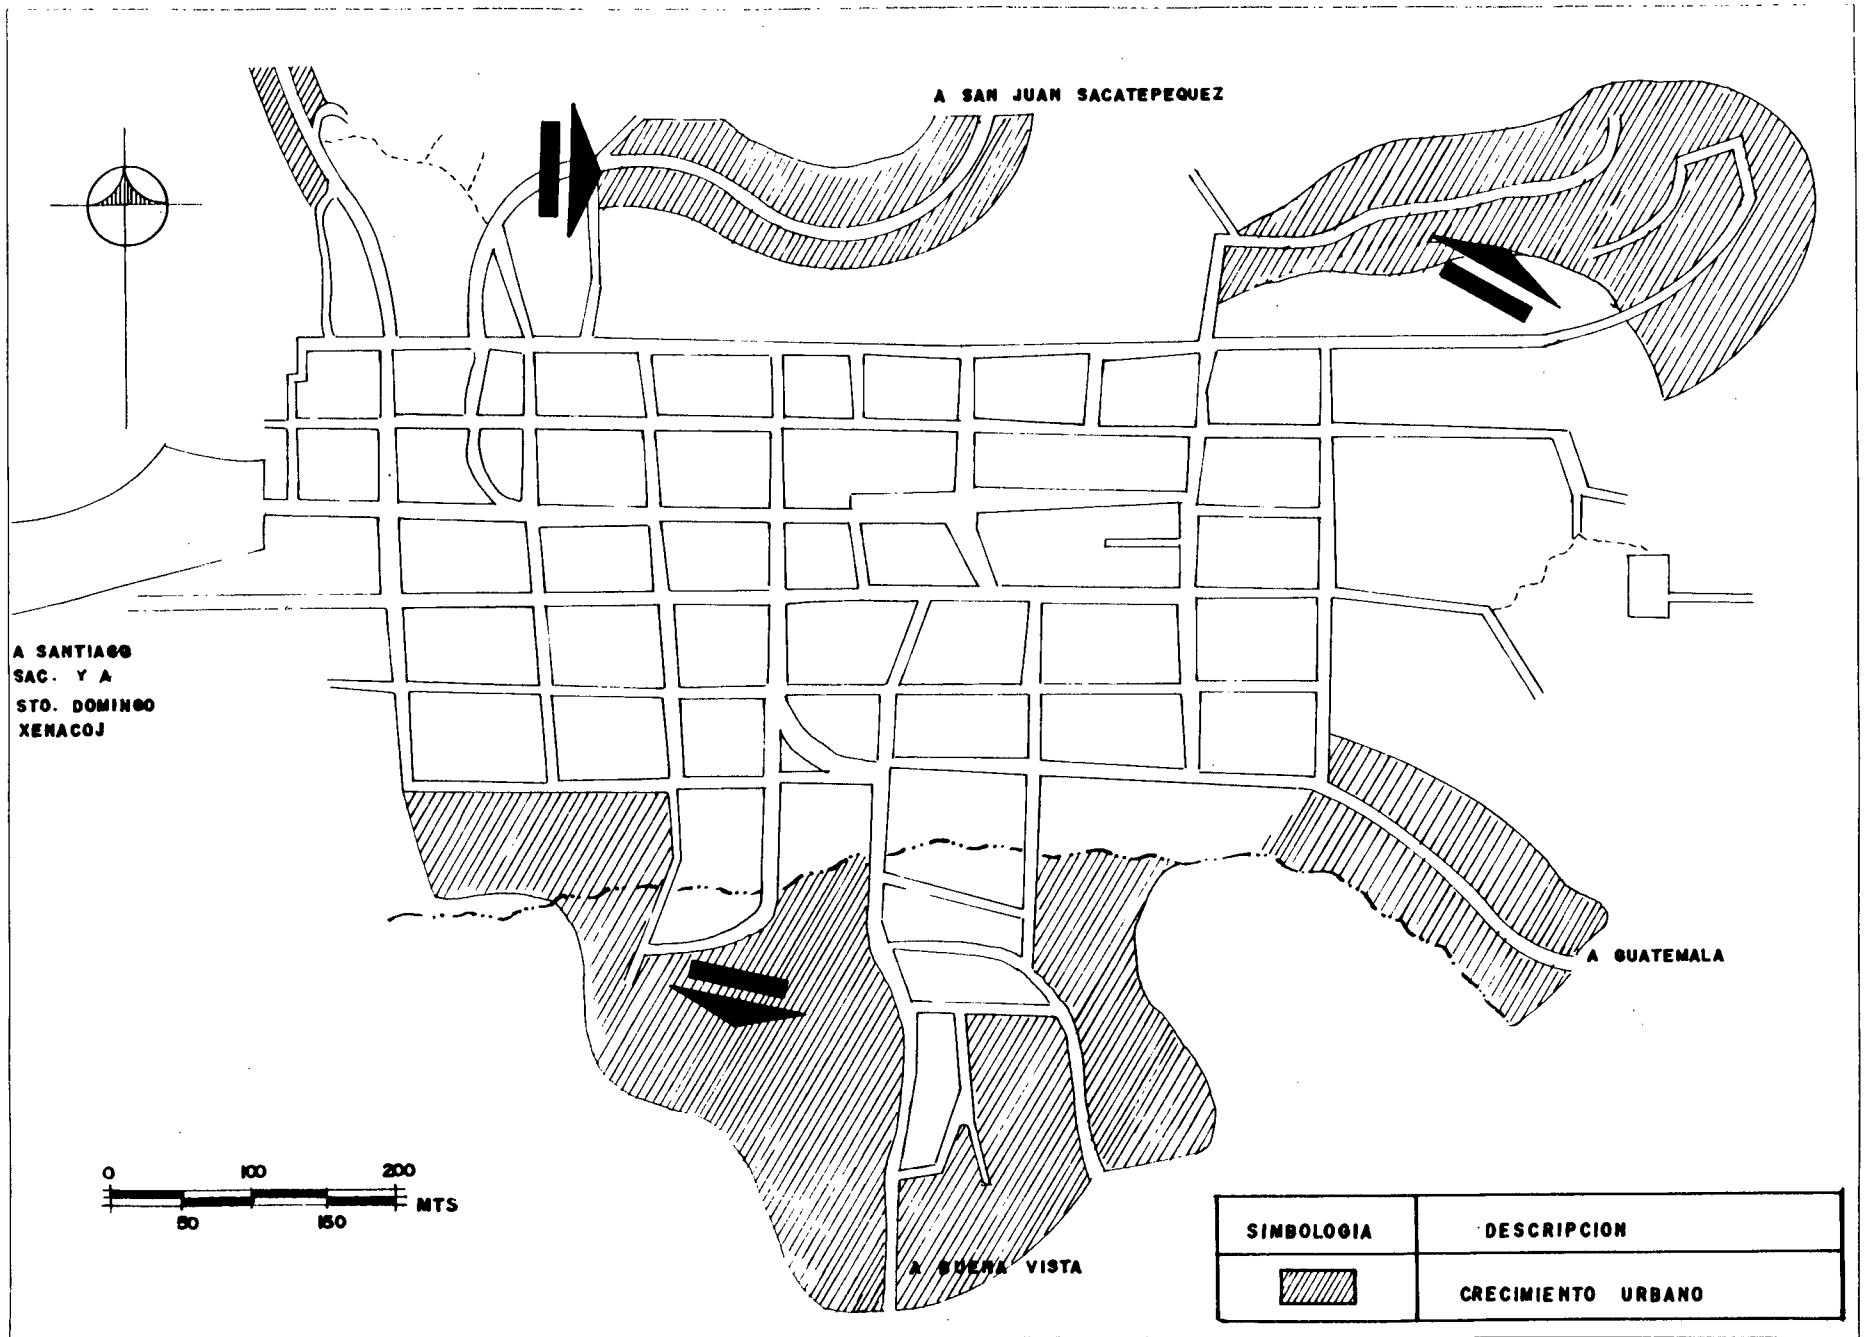 A SAN JUAN SACATEPEQUEZ
A SANTIAGO
SAC. Y A
STO. DOMINGO
XENACOJ
A GUATEMALA
0 100 200
MTS
50 150
A BUENA VISTA
SIMBOLOGIA DESCRIPCION
CRECIMIENTO URBANO